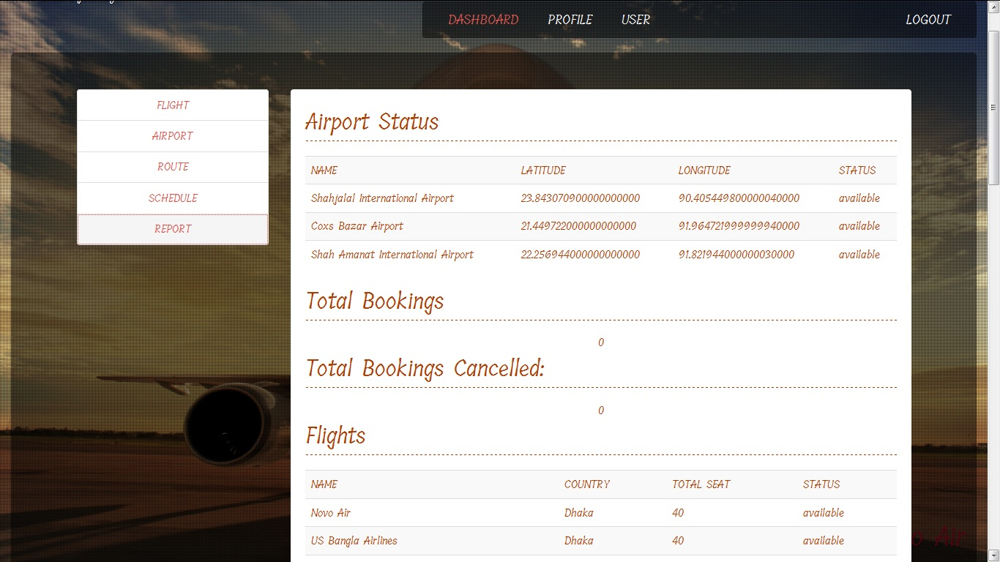 DASHBOARD PROFILE USER LOGOUT
FLIGHT
AIRPORT
ROUTE
SCHEDULE
REPORT
Airport Status
NAME LATITUDE LONGITUDE STATUS
Shahjalal International Airport 23.843070900000000000 90.405449800000040000 available
Coxs Bazar Airport 21.449722000000000000 91.964721999999940000 available
Shah Amanat International Airport 22.256944000000000000 91.821944000000030000 available
Total Bookings
0
Total Bookings Cancelled:
0
Flights
NAME COUNTRY TOTAL SEAT STATUS
Novo Air Dhaka 40 available
US Bangla Airlines Dhaka 40 available
Air